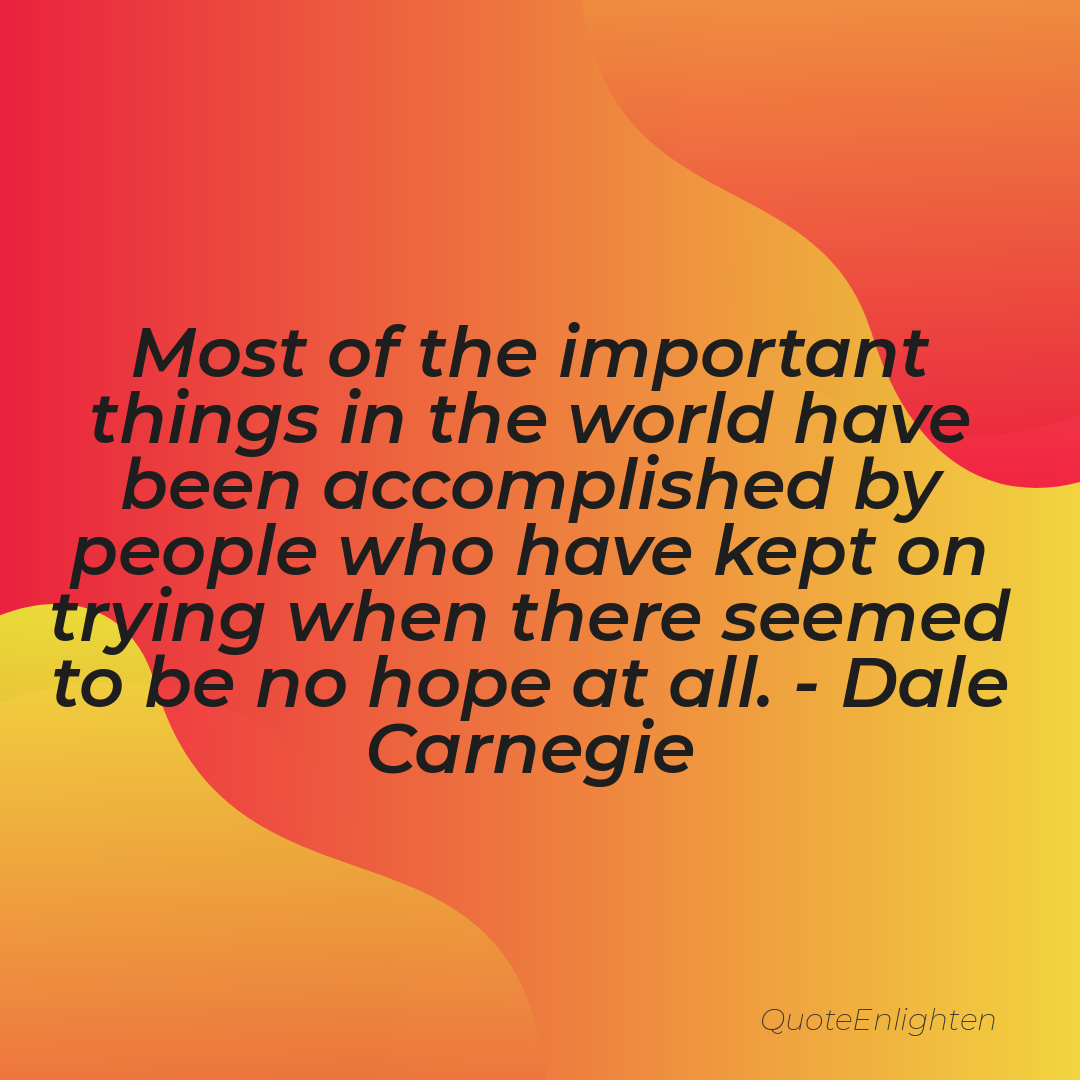 Most of the important
things in the world have
been accomplished by
people who have kept on
trying when there seemed
to be no hope at all. - Dale
Carnegie
QuoteEnlighten